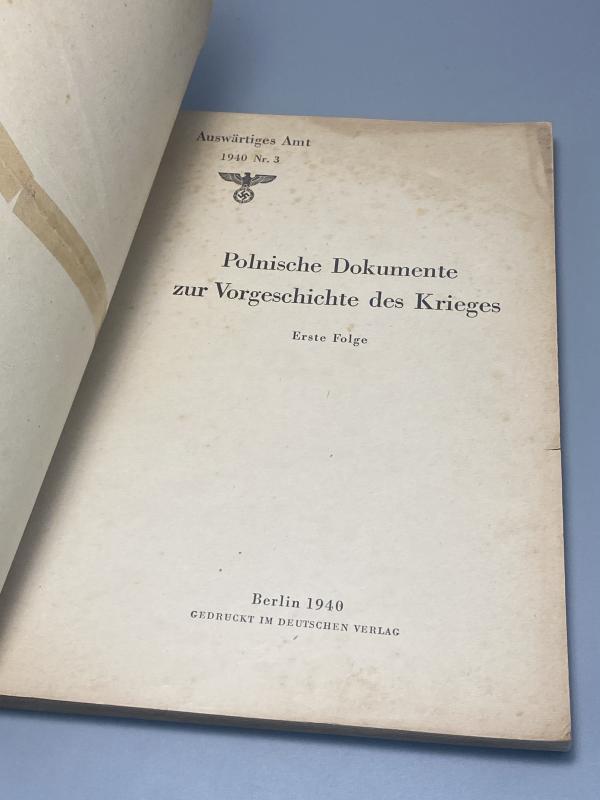 Auswärtiges Amt
1940 Nr. 3
Polnische Dokumente
zur Vorgeschichte des Krieges
Erste Folge
Berlin 1940
GEDRUCKT IM DEUTSCHEN VERLAG